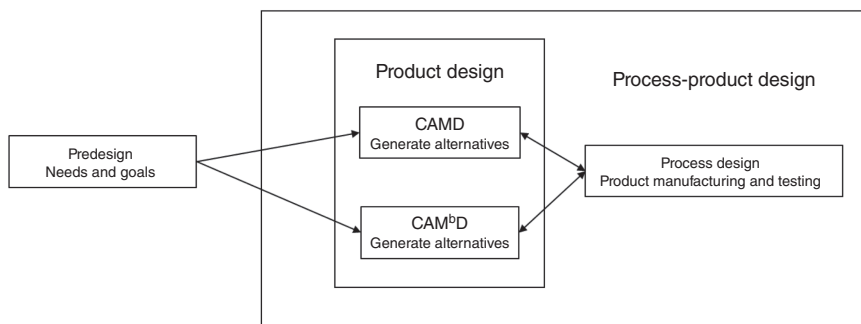 Product design
Process-product design
CAMD
Generate alternatives
Predesign
Needs and goals
Process design
Product manufacturing and testing
CAMᵇD
Generate alternatives